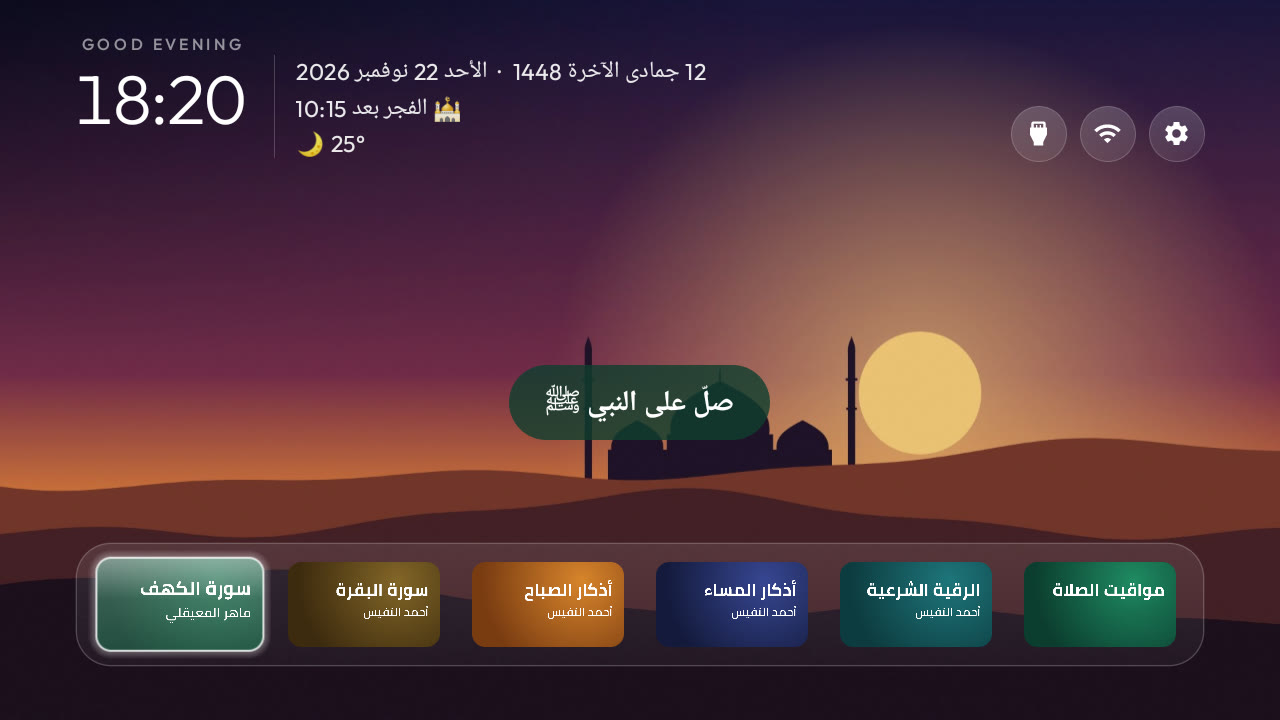 GOOD EVENING
18:20
12 جمادى الآخرة 1448 · الأحد 22 نوفمبر 2026
🕌 الفجر بعد 10:15
🌙 25°
صلّ على النبي ﷺ
سورة الكهف
ماهر المعيقلي
سورة البقرة
أحمد النفيس
أذكار الصباح
أحمد النفيس
أذكار المساء
أحمد النفيس
الرقية الشرعية
أحمد النفيس
مواقيت الصلاة